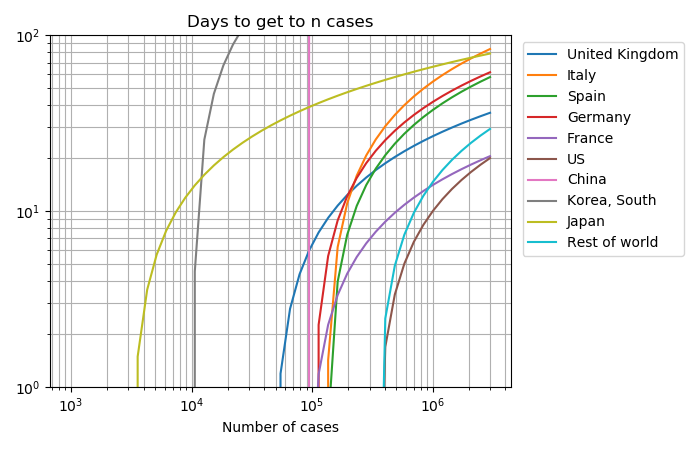 Days to get to n cases
10²
10¹
10⁰
10³
10⁴
10⁵
10⁶
Number of cases
United Kingdom
Italy
Spain
Germany
France
US
China
Korea, South
Japan
Rest of world